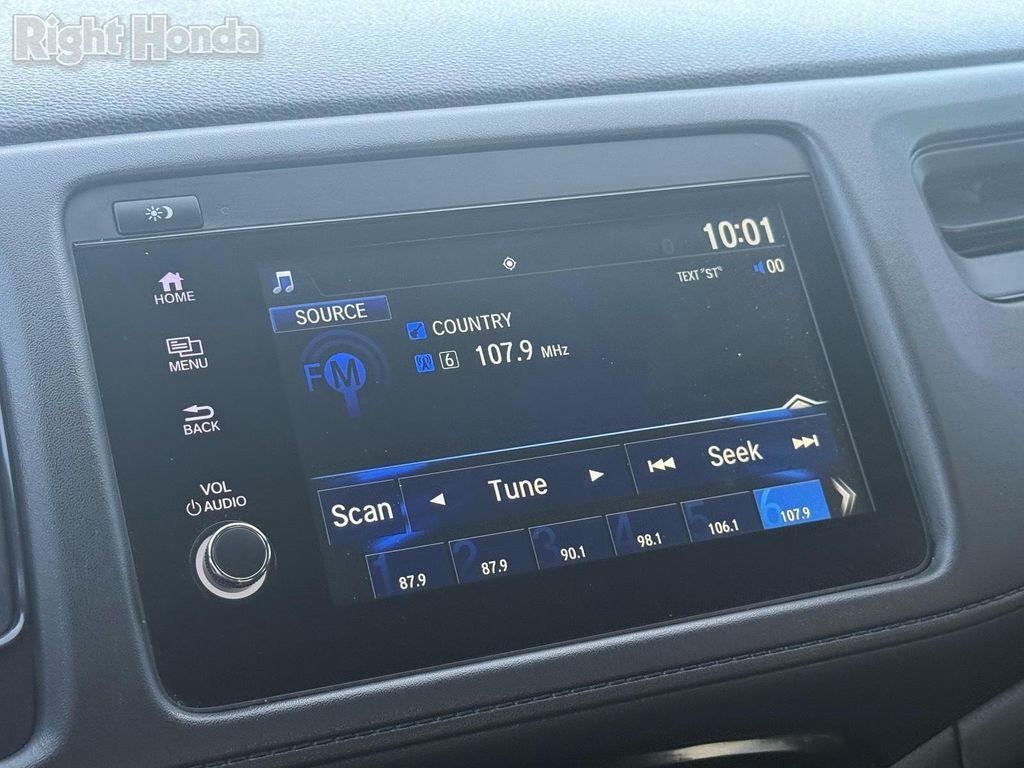 Right Honda
10:01
TEXT "ST"
00
HOME
SOURCE
COUNTRY
FM
6 107.9 MHz
MENU
BACK
VOL
AUDIO
Scan
Tune
Seek
1 87.9
2 87.9
3 90.1
4 98.1
5 106.1
6 107.9